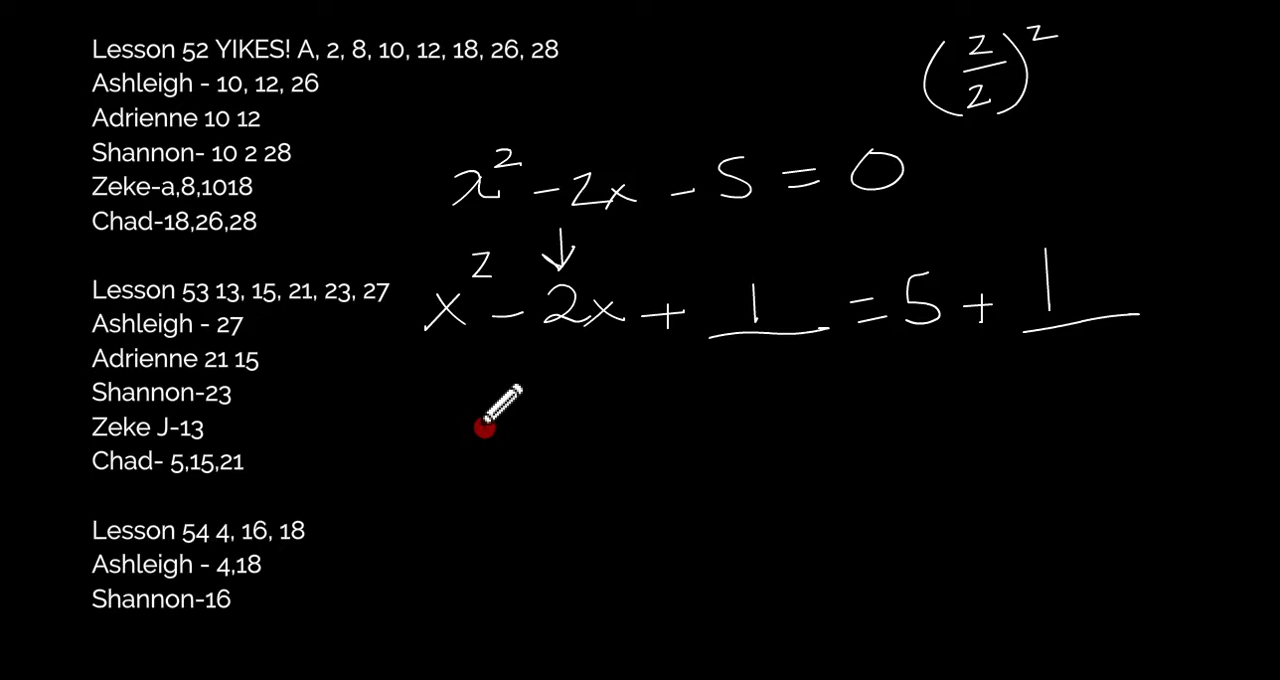 Lesson 52 YIKES! A, 2, 8, 10, 12, 18, 26, 28
Ashleigh - 10, 12, 26
Adrienne 10 12
Shannon- 10 2 28
Zeke-a,8,1018
Chad-18,26,28
Lesson 53 13, 15, 21, 23, 27
Ashleigh - 27
Adrienne 21 15
Shannon-23
Zeke J-13
Chad- 5,15,21
Lesson 54 4, 16, 18
Ashleigh - 4,18
Shannon-16
(2/2)²
x² - 2x - 5 = 0
↓
x² - 2x + 1 = 5 + 1